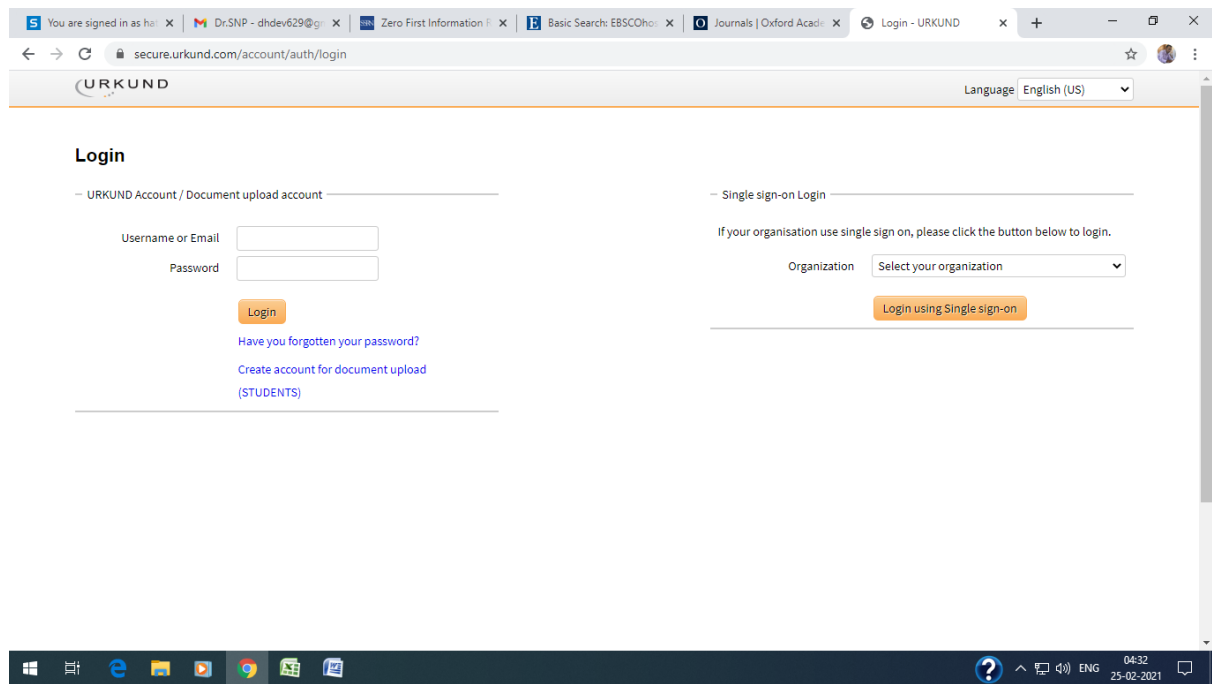 You are signed in as hat
Dr.SNP - dhdev629@g
Zero First Information F
Basic Search: EBSCOhos
Journals | Oxford Acade
Login - URKUND
secure.urkund.com/account/auth/login
URKUND
Language English (US)
Login
URKUND Account / Document upload account
Username or Email
Password
Login
Have you forgotten your password?
Create account for document upload
(STUDENTS)
Single sign-on Login
If your organisation use single sign on, please click the button below to login.
Organization Select your organization
Login using Single sign-on
ENG
04:32
25-02-2021